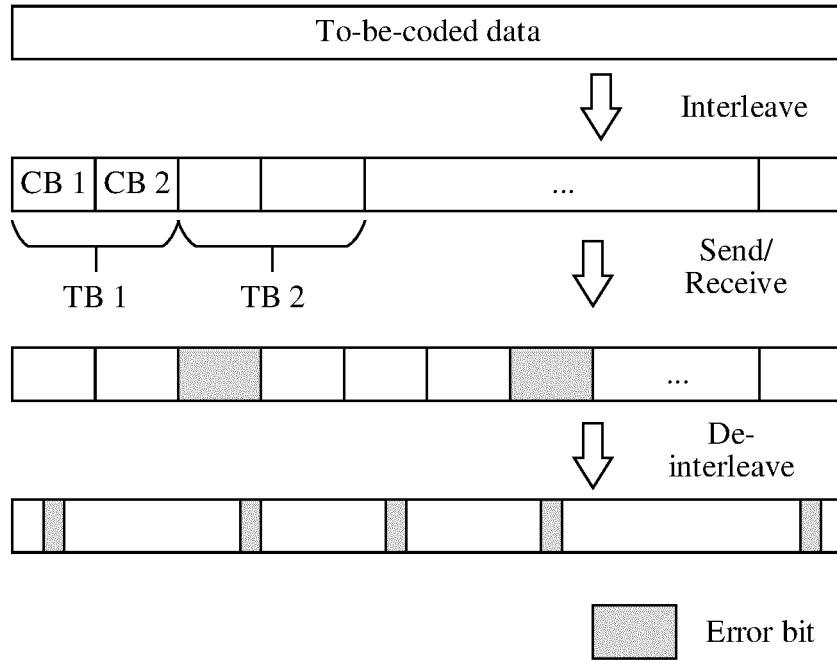 To-be-coded data
Interleave
CB 1 CB 2 ...
TB 1 TB 2
Send/
Receive
...
De-
interleave
Error bit